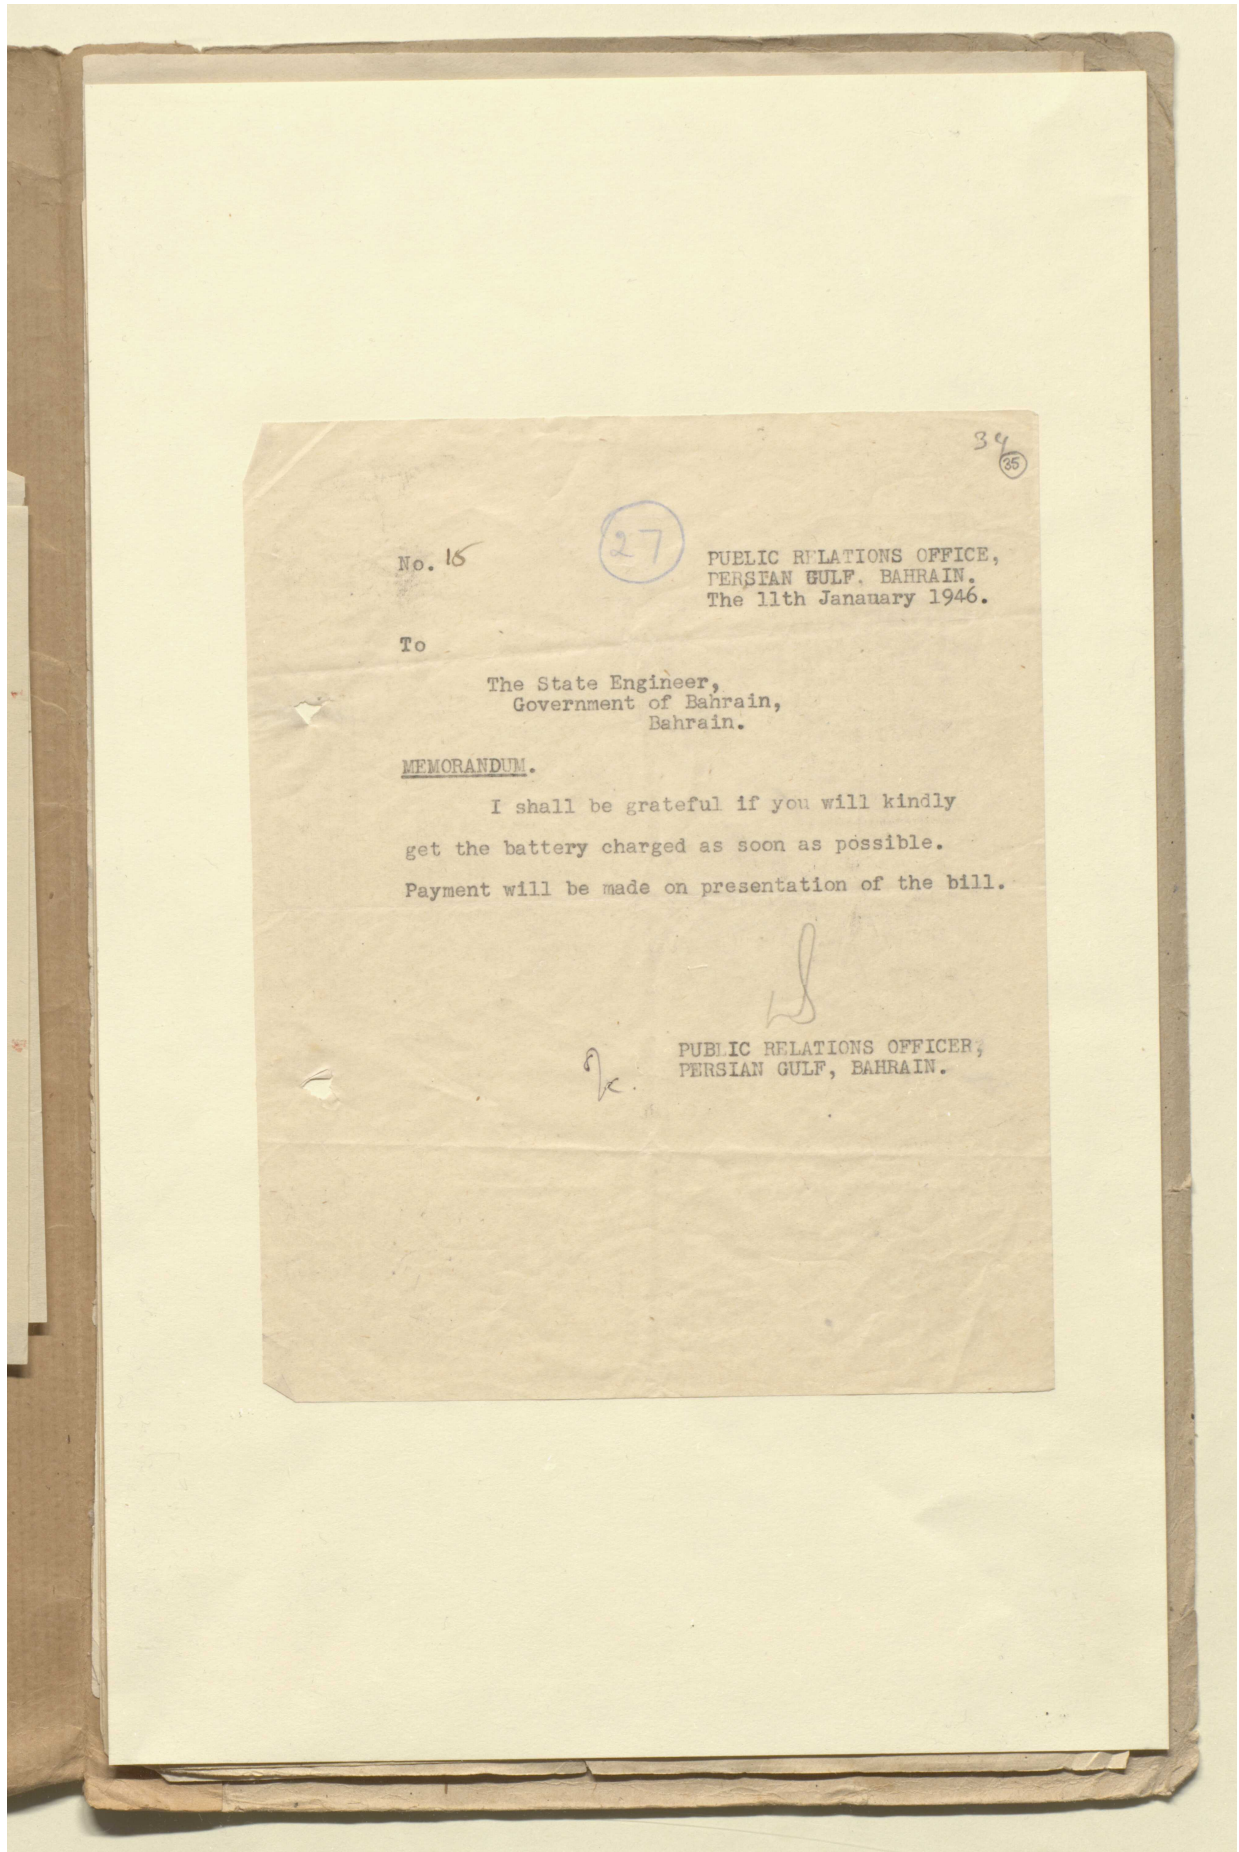 34
35
27
No. 15
PUBLIC RELATIONS OFFICE,
PERSIAN GULF, BAHRAIN.
The 11th Janauary 1946.
To
The State Engineer,
Government of Bahrain,
Bahrain.
MEMORANDUM.
I shall be grateful if you will kindly
get the battery charged as soon as possible.
Payment will be made on presentation of the bill.
PUBLIC RELATIONS OFFICER,
PERSIAN GULF, BAHRAIN.